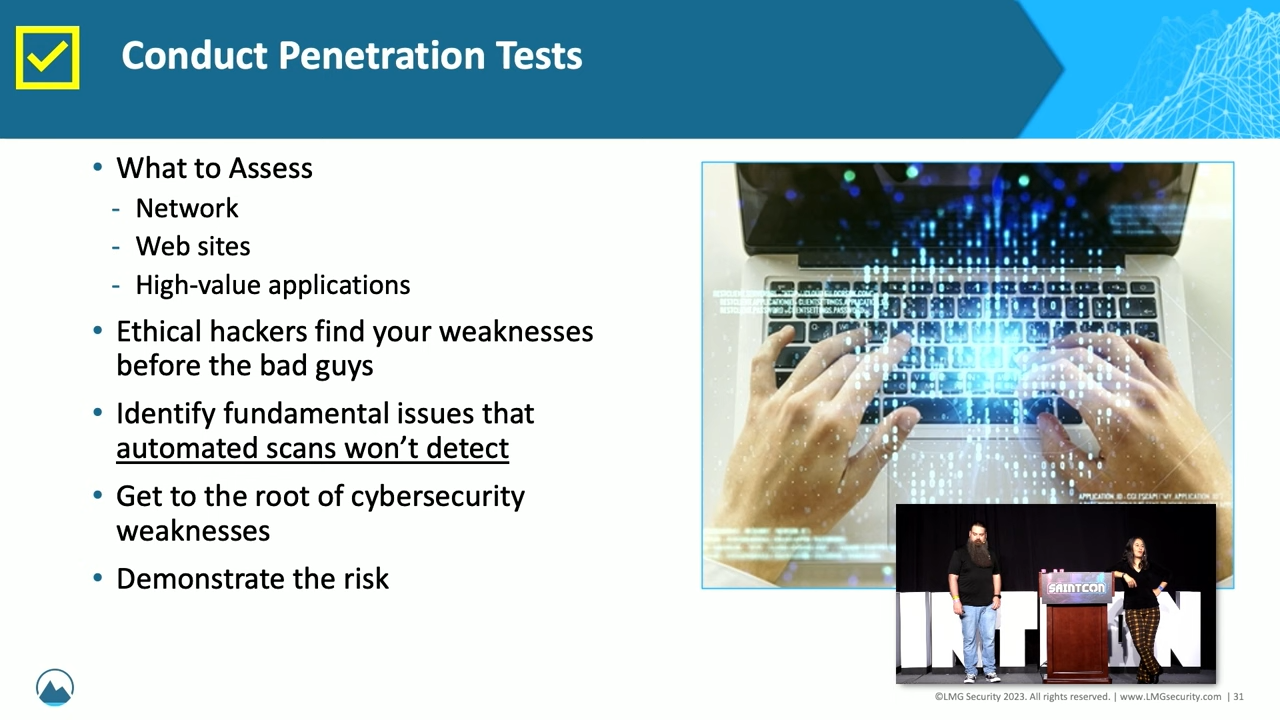 Conduct Penetration Tests
• What to Assess
- Network
- Web sites
- High-value applications
• Ethical hackers find your weaknesses
before the bad guys
• Identify fundamental issues that
automated scans won't detect
• Get to the root of cybersecurity
weaknesses
• Demonstrate the risk
SAINTCON
©LMG Security 2023. All rights reserved. | www.LMGsecurity.com | 31